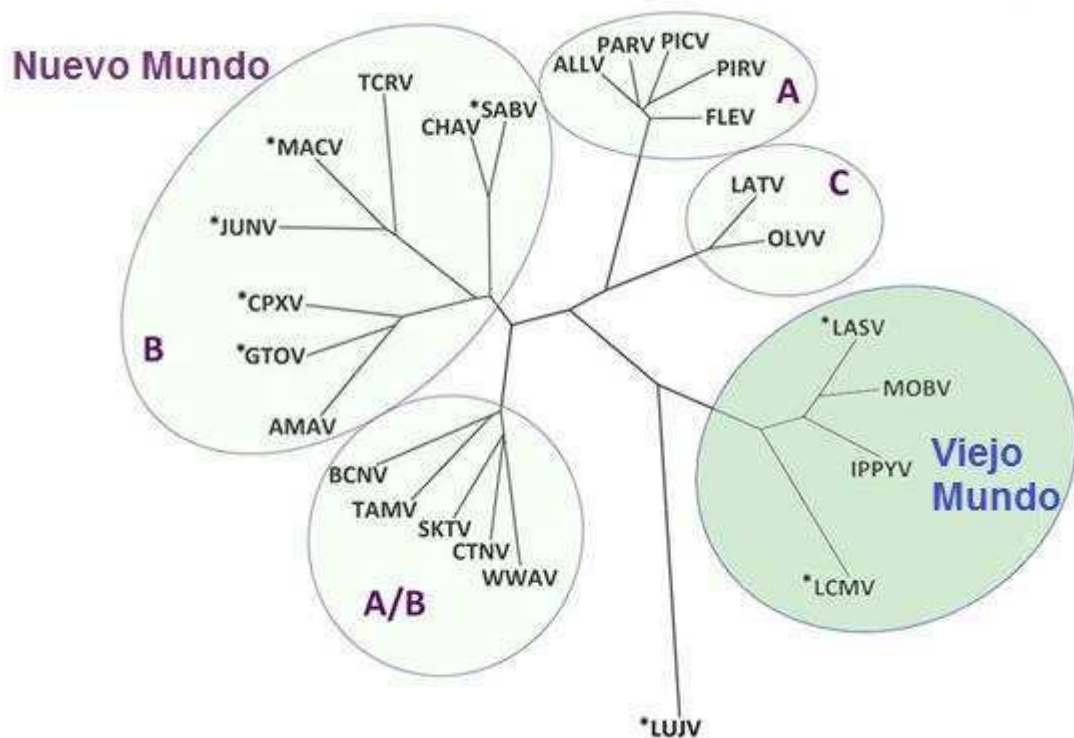 Nuevo Mundo
TCRV
*SABV
CHAV
*MACV
*JUNV
*CPXV
*GTOV
AMAV
B
PARV
PICV
ALLV
PIRV
A
FLEV
C
LATV
OLVV
BCNV
TAMV
SKTV
CTNV
WWAV
A/B
*LASV
MOBV
IPPYV
Viejo
Mundo
*LCMV
*LUJV